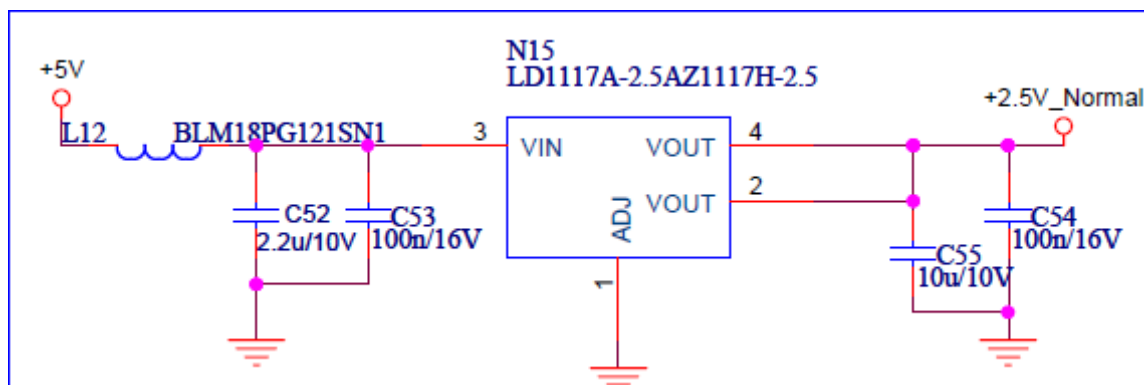 N15
LD1117A-2.5AZ1117H-2.5
+5V
+2.5V_Normal
L12
BLM18PG121SN1
3
VIN
VOUT
4
VOUT
2
ADJ
1
C52
2.2u/10V
C53
100n/16V
C54
100n/16V
C55
10u/10V